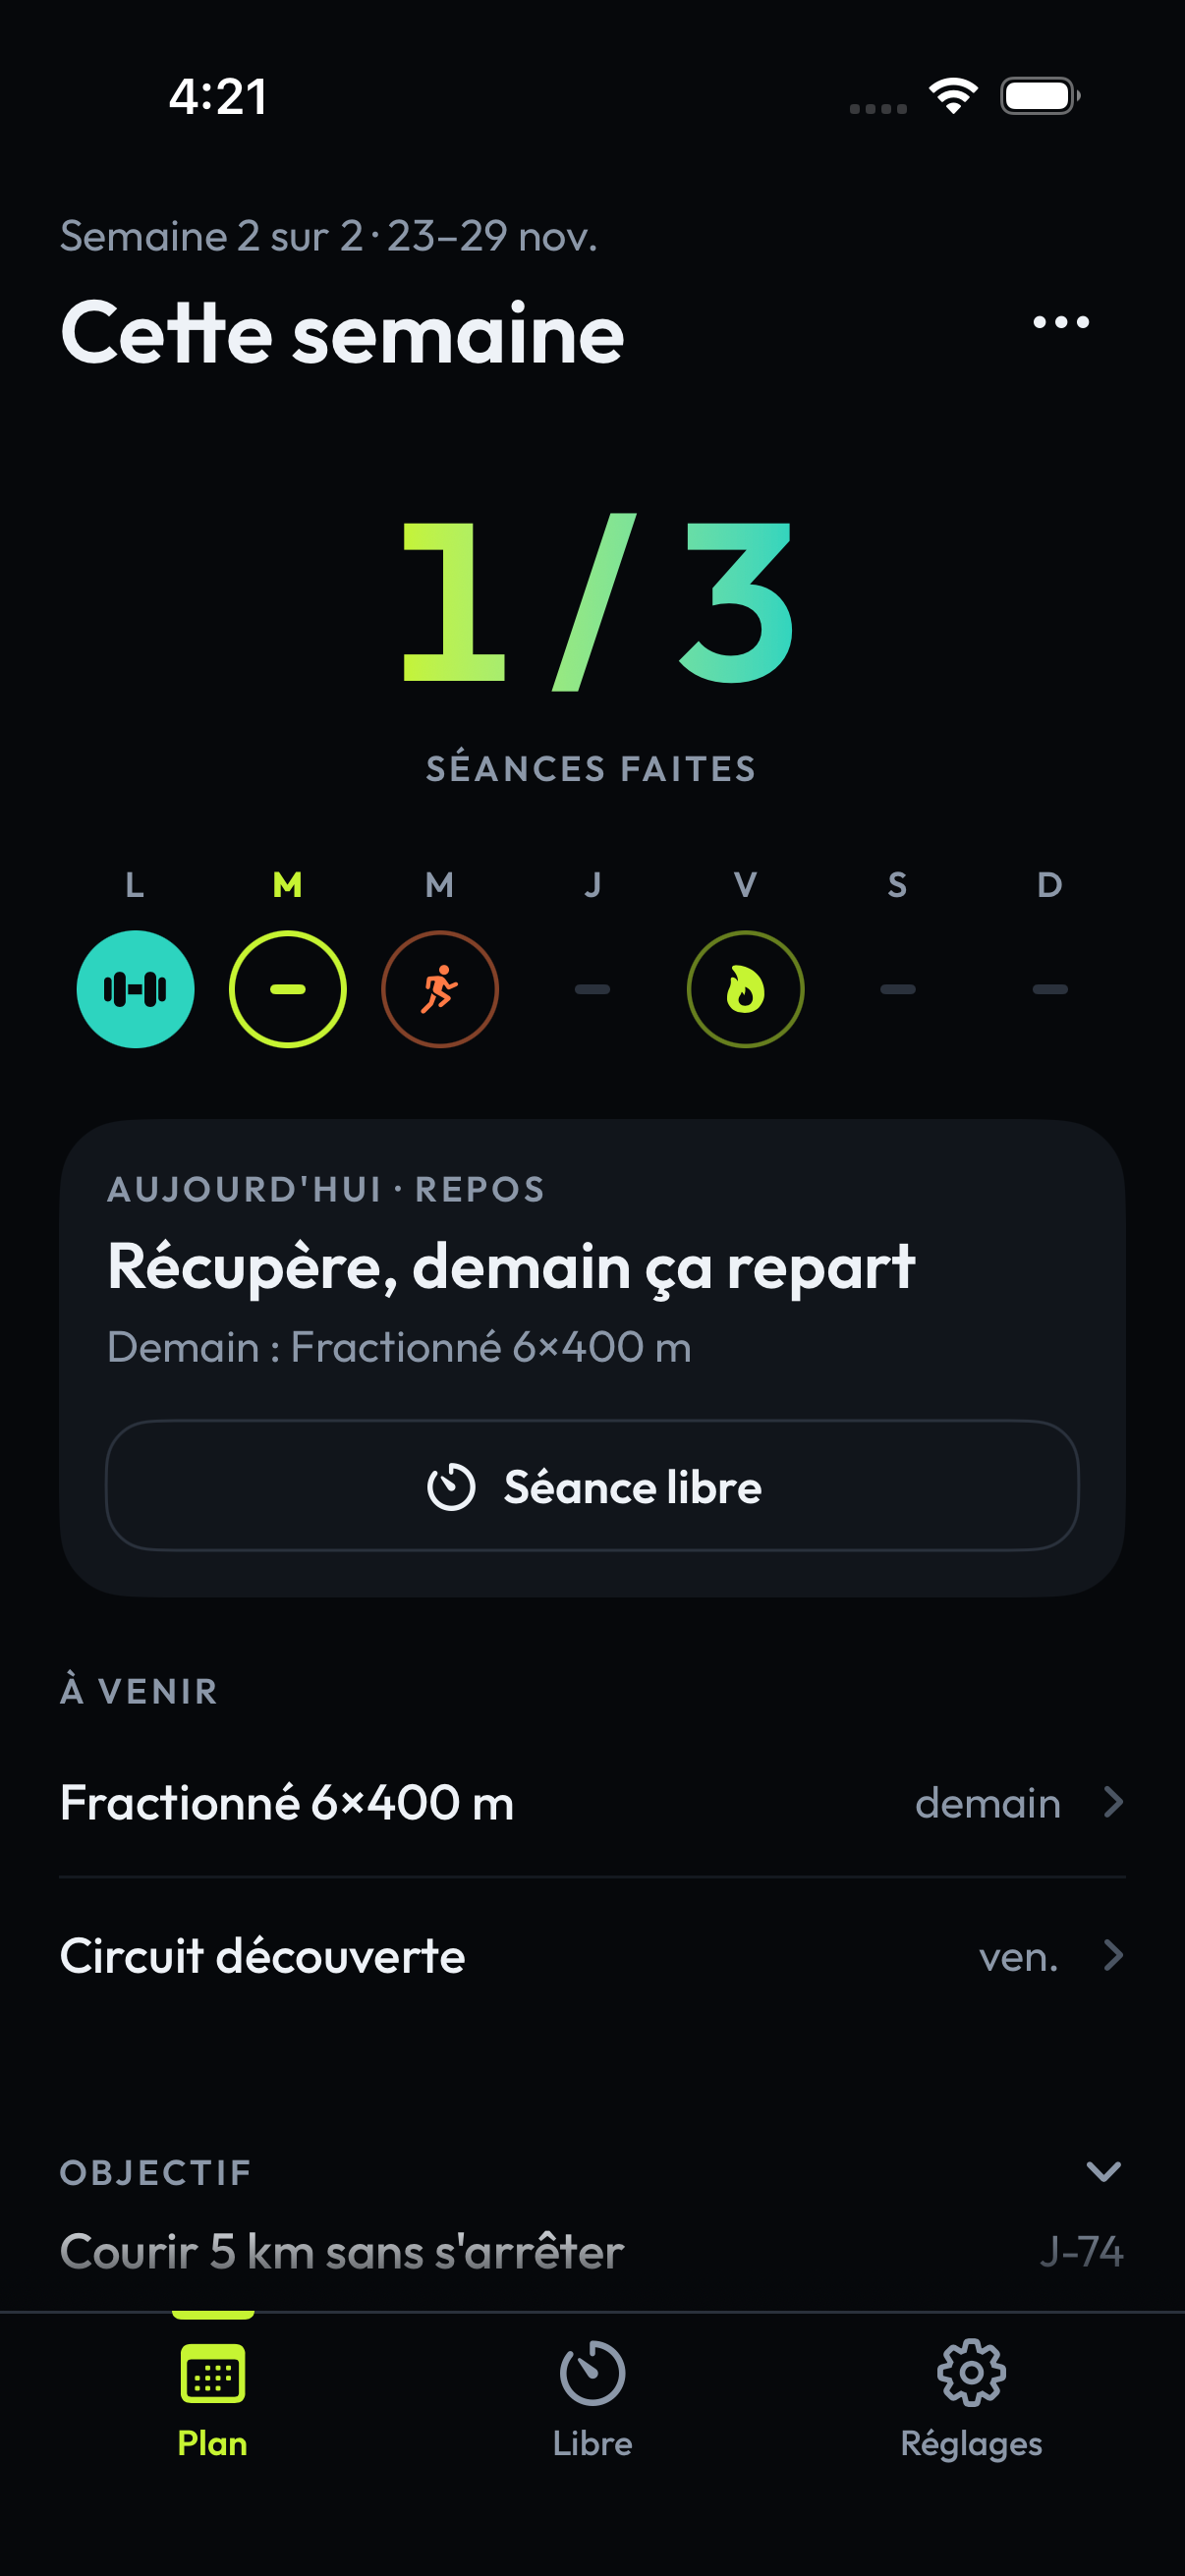 4:21
Semaine 2 sur 2 · 23–29 nov.
Cette semaine
1/3
SÉANCES FAITES
L M M J V S D
AUJOURD'HUI · REPOS
Récupère, demain ça repart
Demain : Fractionné 6×400 m
Séance libre
À VENIR
Fractionné 6×400 m demain
Circuit découverte ven.
OBJECTIF
Courir 5 km sans s'arrêter J-74
Plan Libre Réglages